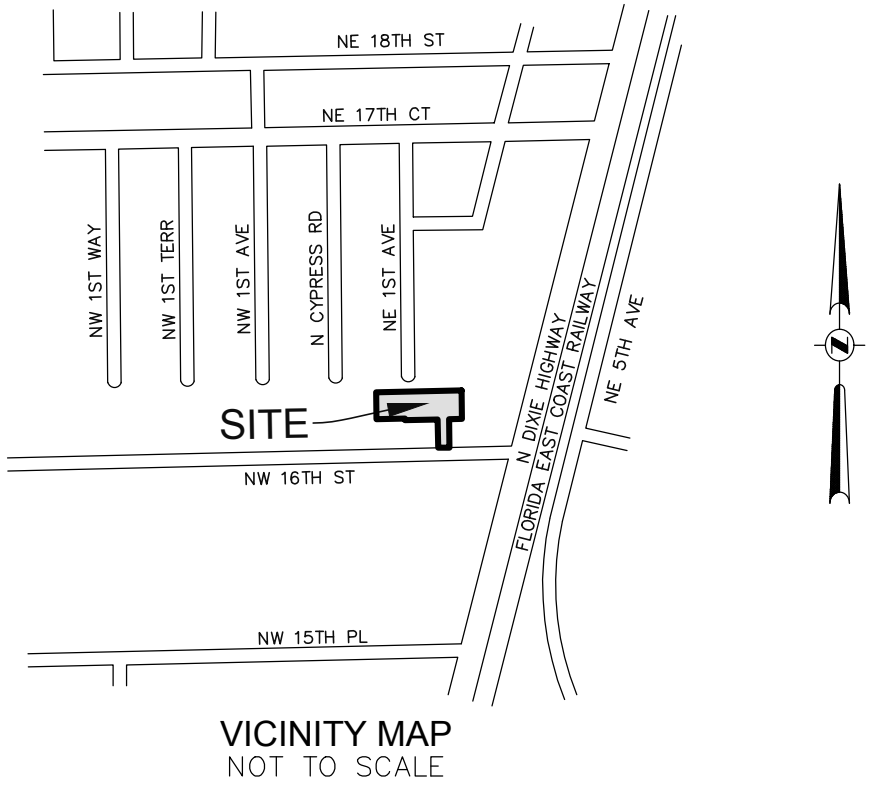 NE 18TH ST
NE 17TH CT
NW 1ST WAY
NW 1ST TERR
NW 1ST AVE
N CYPRESS RD
NE 1ST AVE
N DIXIE HIGHWAY
FLORIDA EAST COAST RAILWAY
NE 5TH AVE
Z
SITE
NW 16TH ST
NW 15TH PL
VICINITY MAP
NOT TO SCALE